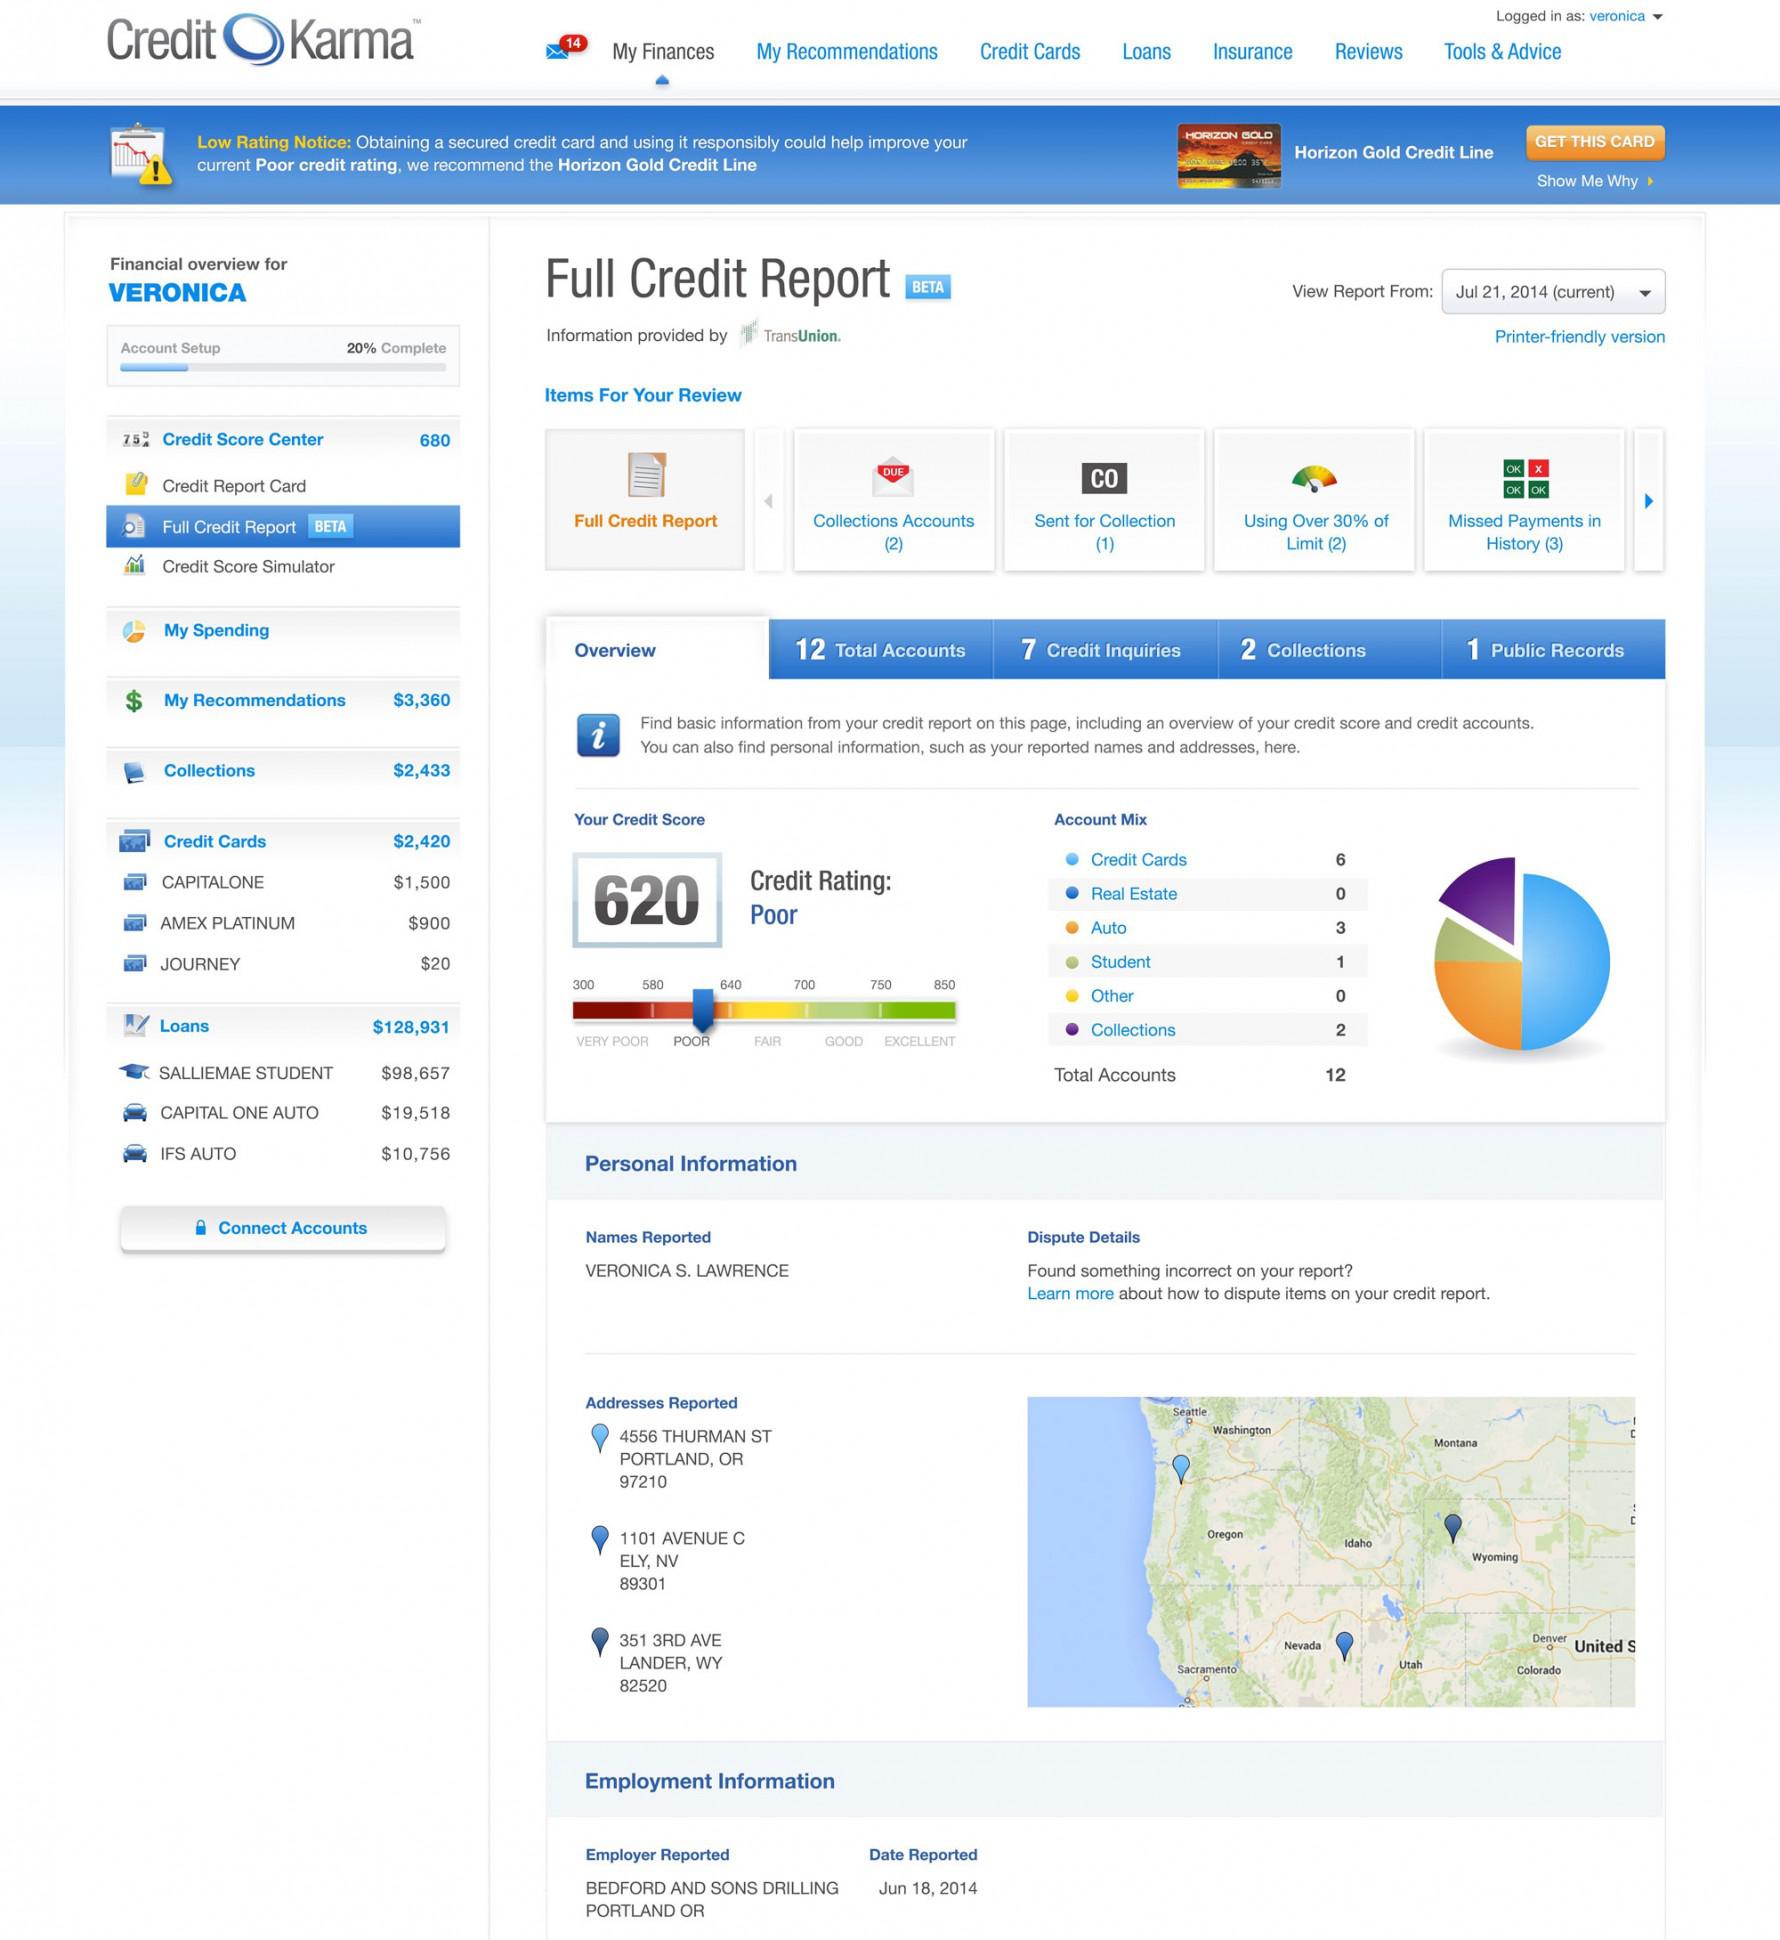 Credit Karma™
14
My Finances
My Recommendations
Credit Cards
Loans
Insurance
Reviews
Tools & Advice
Logged in as: veronica
Low Rating Notice: Obtaining a secured credit card and using it responsibly could help improve your
current Poor credit rating, we recommend the Horizon Gold Credit Line
HORIZON GOLD
Horizon Gold Credit Line
GET THIS CARD
Show Me Why
Financial overview for
VERONICA
Account Setup 20% Complete
Credit Score Center 680
Credit Report Card
Full Credit Report BETA
Credit Score Simulator
My Spending
My Recommendations $3,360
Collections $2,433
Credit Cards $2,420
CAPITALONE $1,500
AMEX PLATINUM $900
JOURNEY $20
Loans $128,931
SALLIEMAE STUDENT $98,657
CAPITAL ONE AUTO $19,518
IFS AUTO $10,756
Connect Accounts
Full Credit Report BETA
Information provided by TransUnion.
View Report From: Jul 21, 2014 (current)
Printer-friendly version
Items For Your Review
Full Credit Report
DUE
Collections Accounts
(2)
CO
Sent for Collection
(1)
Using Over 30% of
Limit (2)
OK X
OK OK
Missed Payments in
History (3)
Overview
12 Total Accounts
7 Credit Inquiries
2 Collections
1 Public Records
i
Find basic information from your credit report on this page, including an overview of your credit score and credit accounts.
You can also find personal information, such as your reported names and addresses, here.
Your Credit Score
620
Credit Rating:
Poor
300 580 640 700 750 850
VERY POOR POOR FAIR GOOD EXCELLENT
Account Mix
Credit Cards 6
Real Estate 0
Auto 3
Student 1
Other 0
Collections 2
Total Accounts 12
Personal Information
Names Reported
VERONICA S. LAWRENCE
Dispute Details
Found something incorrect on your report?
Learn more about how to dispute items on your credit report.
Addresses Reported
4556 THURMAN ST
PORTLAND, OR
97210
1101 AVENUE C
ELY, NV
89301
351 3RD AVE
LANDER, WY
82520
Seattle
Washington
Montana
Oregon
Idaho
Wyoming
Nevada
Utah
Denver
United S
Colorado
Sacramento
Employment Information
Employer Reported
BEDFORD AND SONS DRILLING
PORTLAND OR
Date Reported
Jun 18, 2014